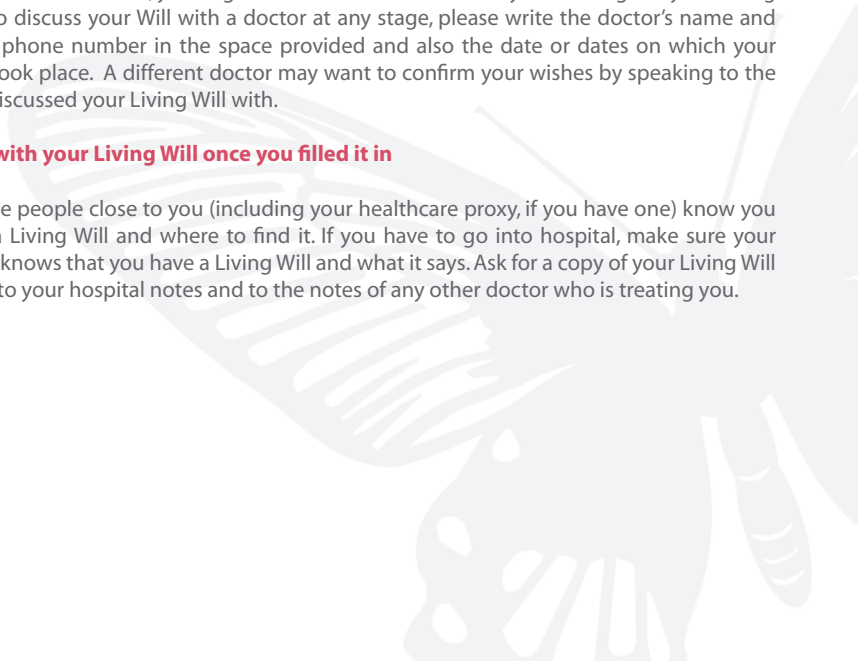 o discuss your Will with a doctor at any stage, please write the doctor's name and
phone number in the space provided and also the date or dates on which your
ook place. A different doctor may want to confirm your wishes by speaking to the
iscussed your Living Will with.
with your Living Will once you filled it in
e people close to you (including your healthcare proxy, if you have one) know you
Living Will and where to find it. If you have to go into hospital, make sure your
knows that you have a Living Will and what it says. Ask for a copy of your Living Will
to your hospital notes and to the notes of any other doctor who is treating you.